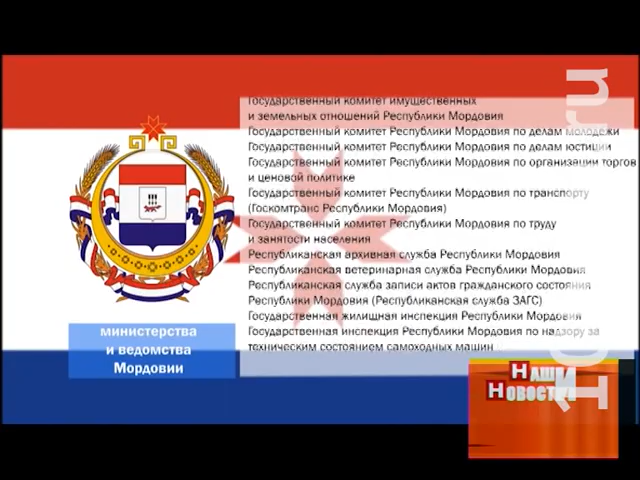 Государственный комитет имущественных
и земельных отношений Республики Мордовия
Государственный комитет Республики Мордовия по делам молодежи
Государственный комитет Республики Мордовия по делам юстиции
Государственный комитет Республики Мордовия по организации торгов
и ценовой политике
Государственный комитет Республики Мордовия по транспорту
(Госкомтранс Республики Мордовия)
Государственный комитет Республики Мордовия по труду
и занятости населения
Республиканская архивная служба Республики Мордовия
Республиканская ветеринарная служба Республики Мордовия
Республиканская служба записи актов гражданского состояния
Республики Мордовия (Республиканская служба ЗАГС)
Государственная жилищная инспекция Республики Мордовия
Государственная инспекция Республики Мордовия по надзору за
техническим состоянием самоходных машин
министерства
и ведомства
Мордовии
Наши
Новости